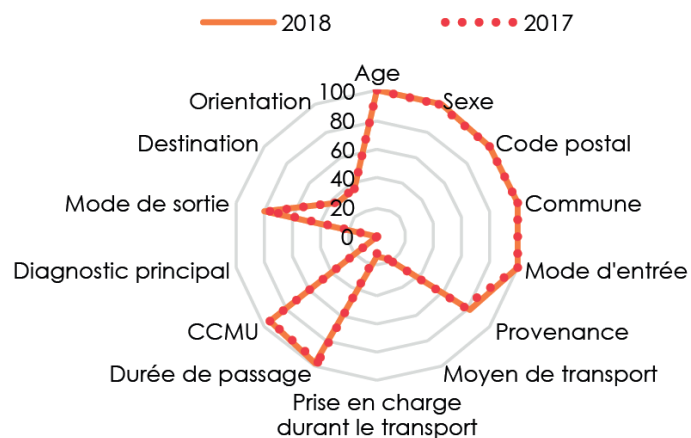 2018
2017
Age
100
80
60
40
20
0
Sexe
Code postal
Commune
Mode d'entrée
Provenance
Moyen de transport
Prise en charge
durant le transport
Durée de passage
CCMU
Diagnostic principal
Mode de sortie
Destination
Orientation